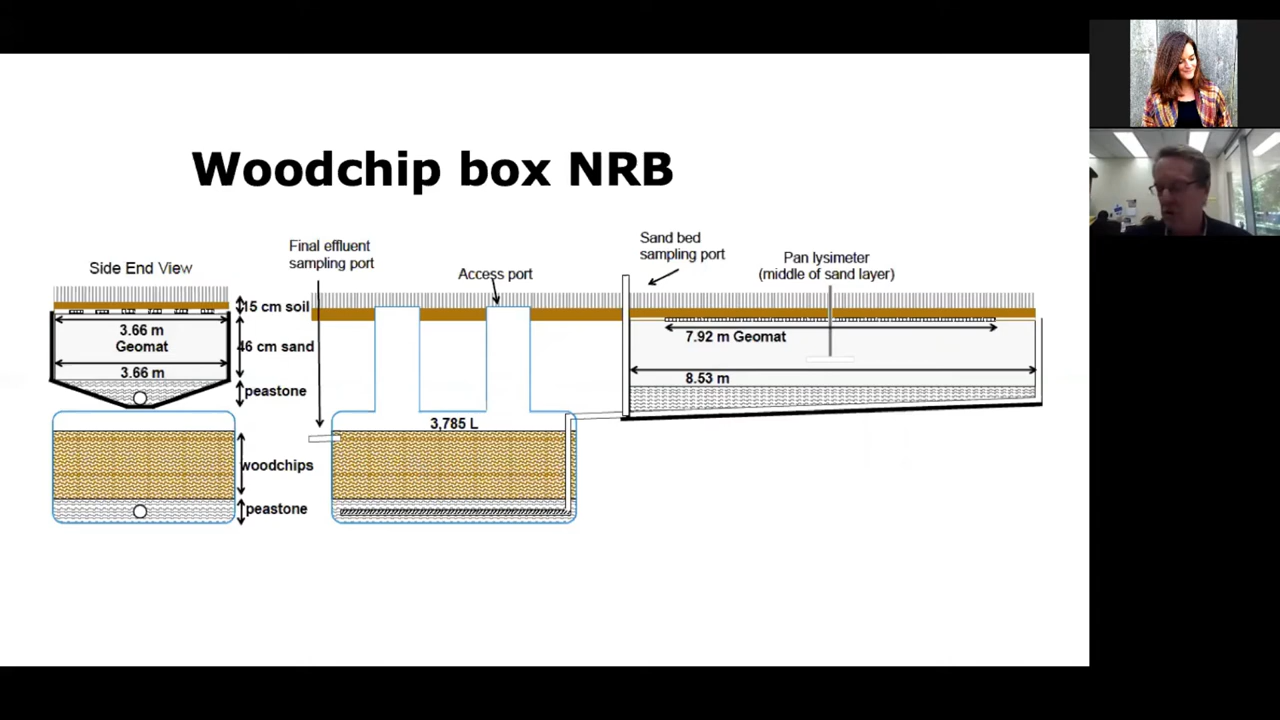 Woodchip box NRB
Side End View
15 cm soil
3.66 m
Geomat
46 cm sand
3.66 m
peastone
woodchips
peastone
Final effluent
sampling port
Access port
3,785 L
Sand bed
sampling port
Pan lysimeter
(middle of sand layer)
7.92 m Geomat
8.53 m